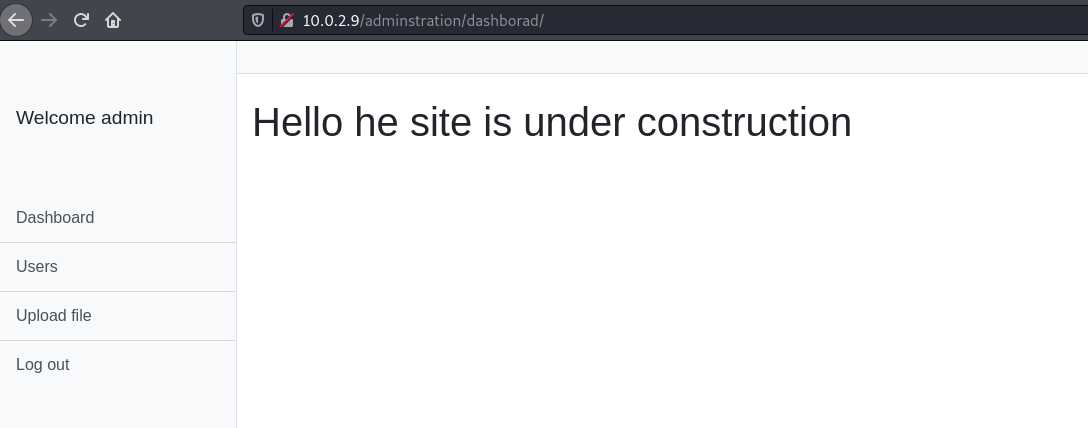 10.0.2.9/adminstration/dashborad/
Welcome admin
Hello he site is under construction
Dashboard
Users
Upload file
Log out